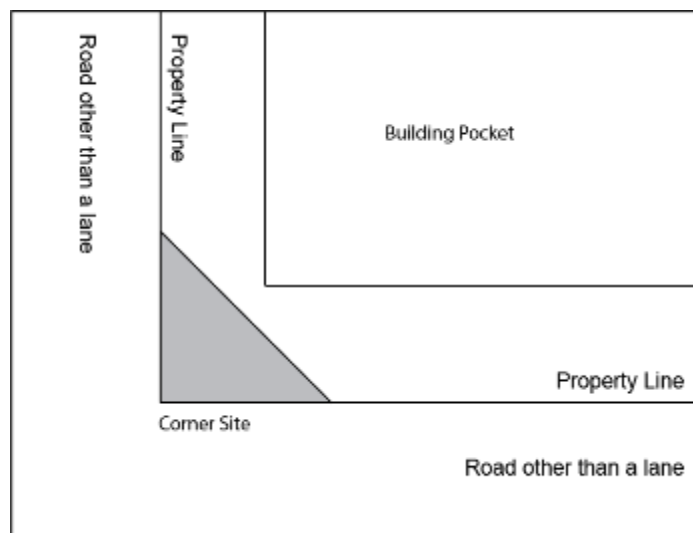 Road other than a lane
Property Line
Building Pocket
Property Line
Corner Site
Road other than a lane